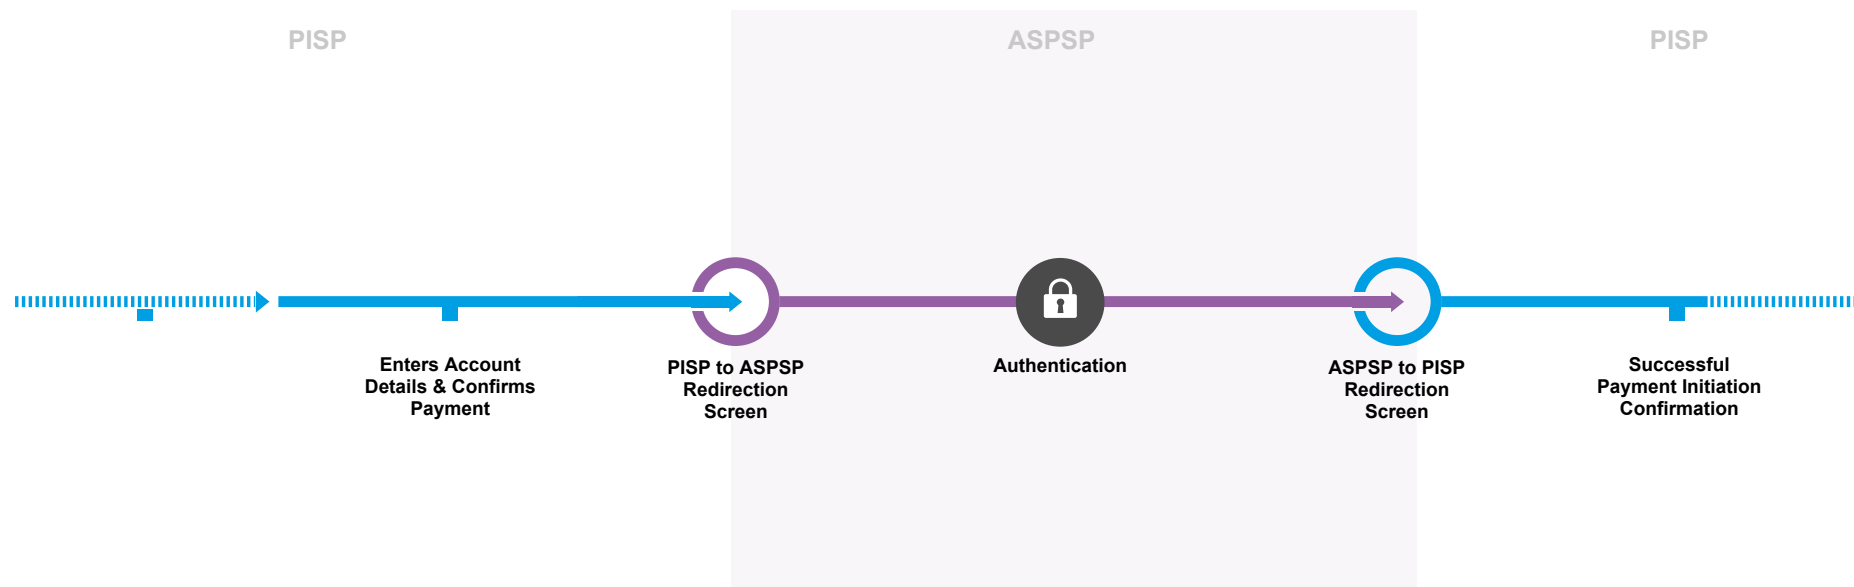 PISP
ASPSP
PISP
Enters Account
Details & Confirms
Payment
PISP to ASPSP
Redirection
Screen
Authentication
ASPSP to PISP
Redirection
Screen
Successful
Payment Initiation
Confirmation